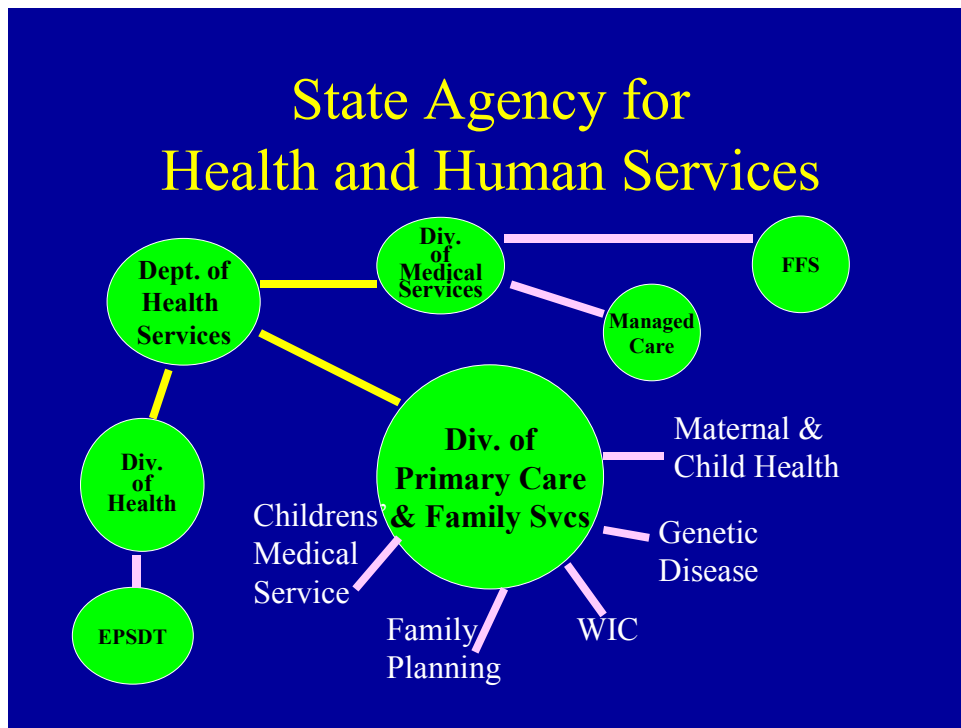 State Agency for
Health and Human Services
Dept. of
Health
Services
Div.
of
Medical
Services
FFS
Managed
Care
Div.
of
Health
EPSDT
Div. of
Primary Care
& Family Svcs
Maternal &
Child Health
Genetic
Disease
WIC
Family
Planning
Childrens'
Medical
Service